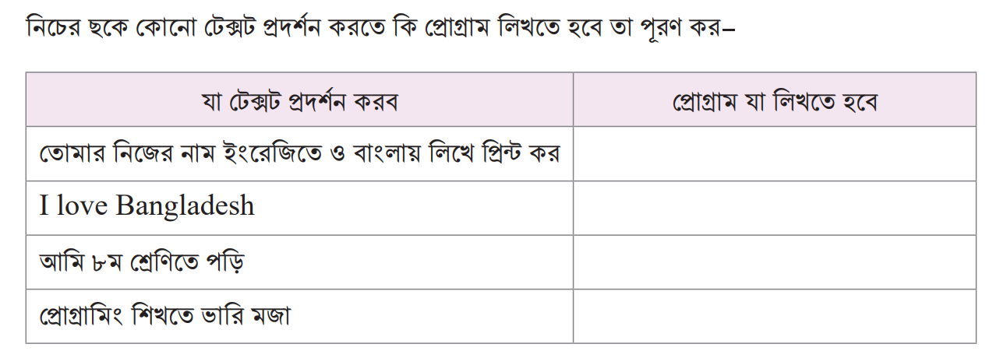 নিচের ছকে কোনো টেক্সট প্রদর্শন করতে কি প্রোগ্রাম লিখতে হবে তা পূরণ কর–
যা টেক্সট প্রদর্শন করব প্রোগ্রাম যা লিখতে হবে
তোমার নিজের নাম ইংরেজিতে ও বাংলায় লিখে প্রিন্ট কর
I love Bangladesh
আমি ৮ম শ্রেণিতে পড়ি
প্রোগ্রামিং শিখতে ভারি মজা